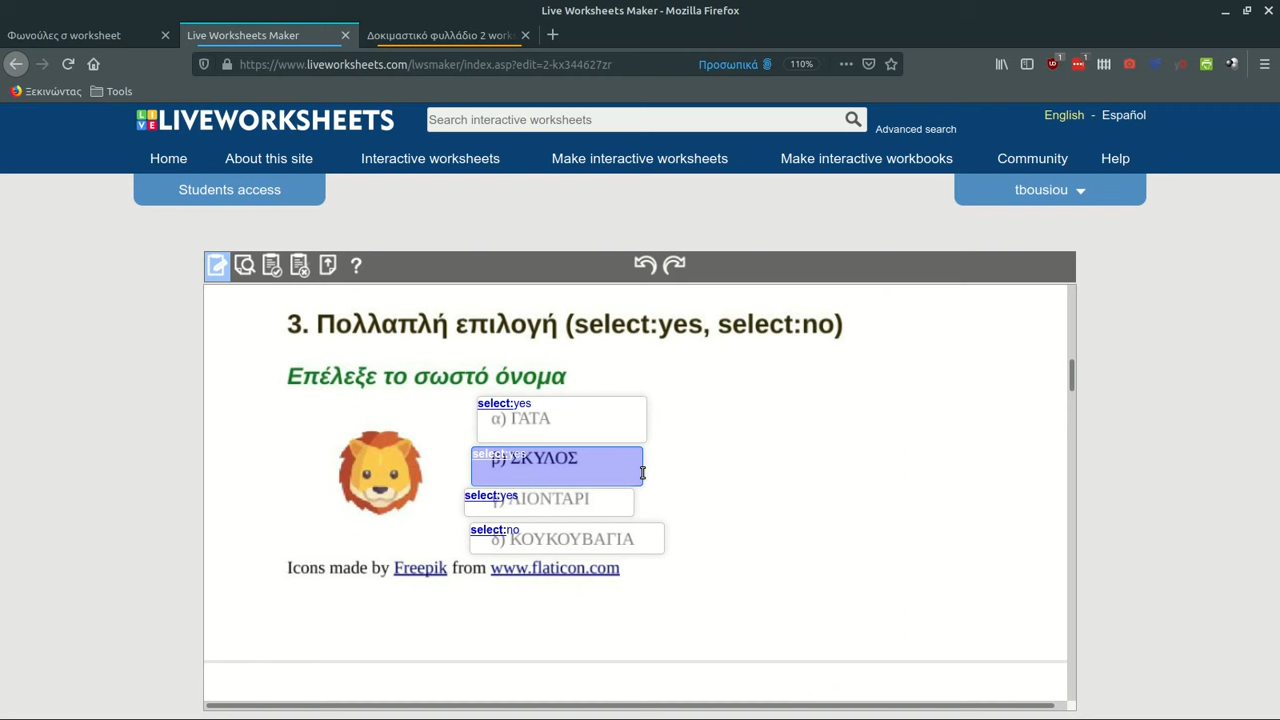 Live Worksheets Maker - Mozilla Firefox
Φωνούλες σ worksheet
Live Worksheets Maker
Δοκιμαστικό φυλλάδιο 2 work
https://www.liveworksheets.com/lwsmaker/index.asp?edit=2-kx344627zr
Προσωπικά
110%
Ξεκινώντας
Tools
LIVEWORKSHEETS
Search interactive worksheets
Advanced search
English - Español
Home
About this site
Interactive worksheets
Make interactive worksheets
Make interactive workbooks
Community
Help
Students access
tbousiou
3. Πολλαπλή επιλογή (select:yes, select:no)
Επέλεξε το σωστό όνομα
select:yes
α) ΓΑΤΑ
select:yes
β) ΣΚΥΛΟΣ
select:yes
γ) ΛΙΟΝΤΑΡΙ
select:no
δ) ΚΟΥΚΟΥΒΑΓΙΑ
Icons made by Freepik from www.flaticon.com